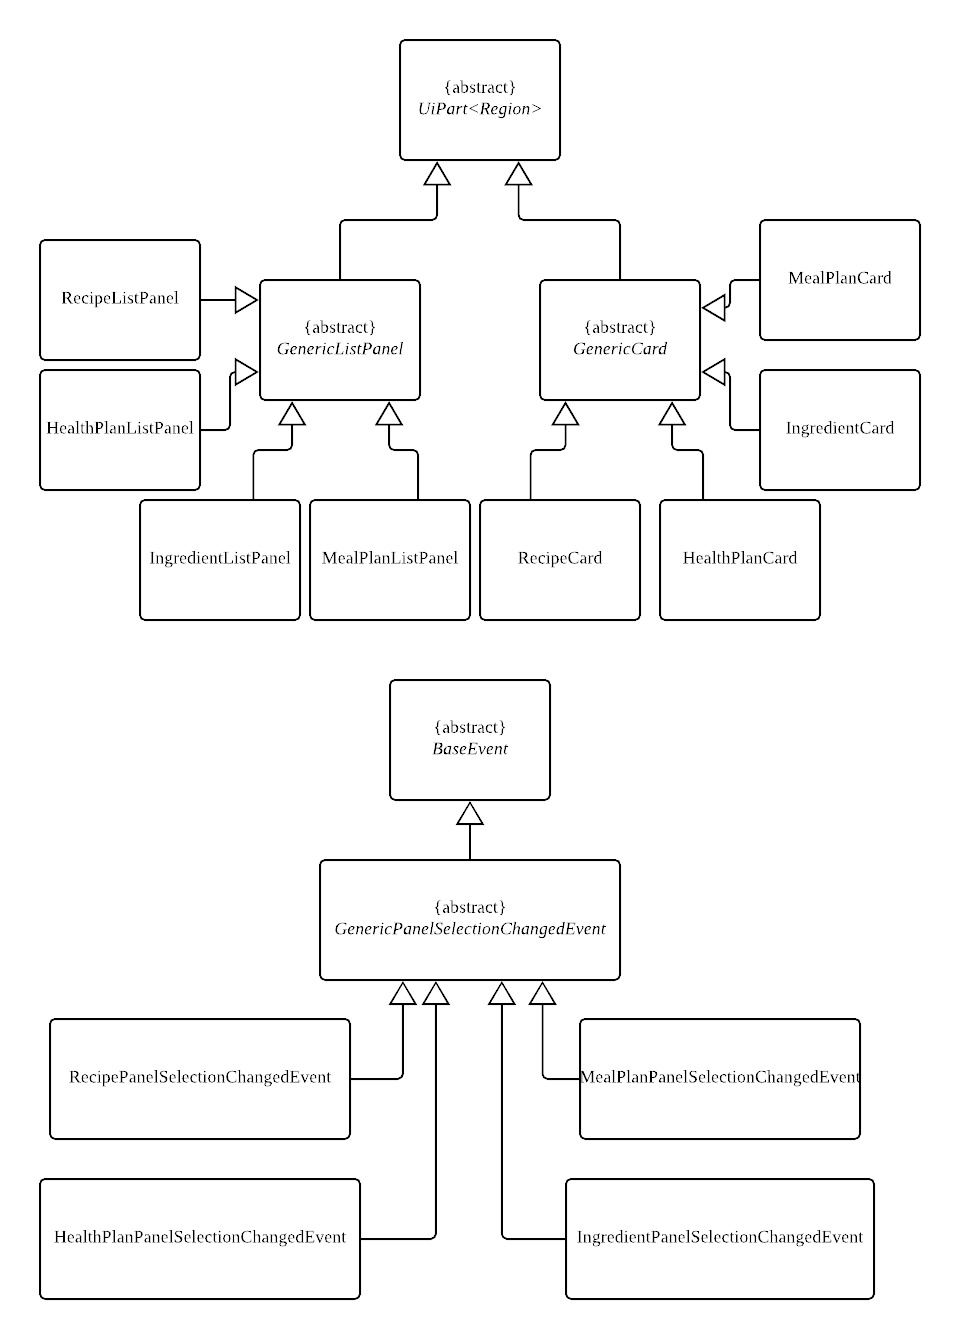 {abstract}
UiPart<Region>
RecipeListPanel
{abstract}
GenericListPanel
{abstract}
GenericCard
MealPlanCard
HealthPlanListPanel
IngredientCard
IngredientListPanel
MealPlanListPanel
RecipeCard
HealthPlanCard
{abstract}
BaseEvent
{abstract}
GenericPanelSelectionChangedEvent
RecipePanelSelectionChangedEvent
MealPlanPanelSelectionChangedEvent
HealthPlanPanelSelectionChangedEvent
IngredientPanelSelectionChangedEvent